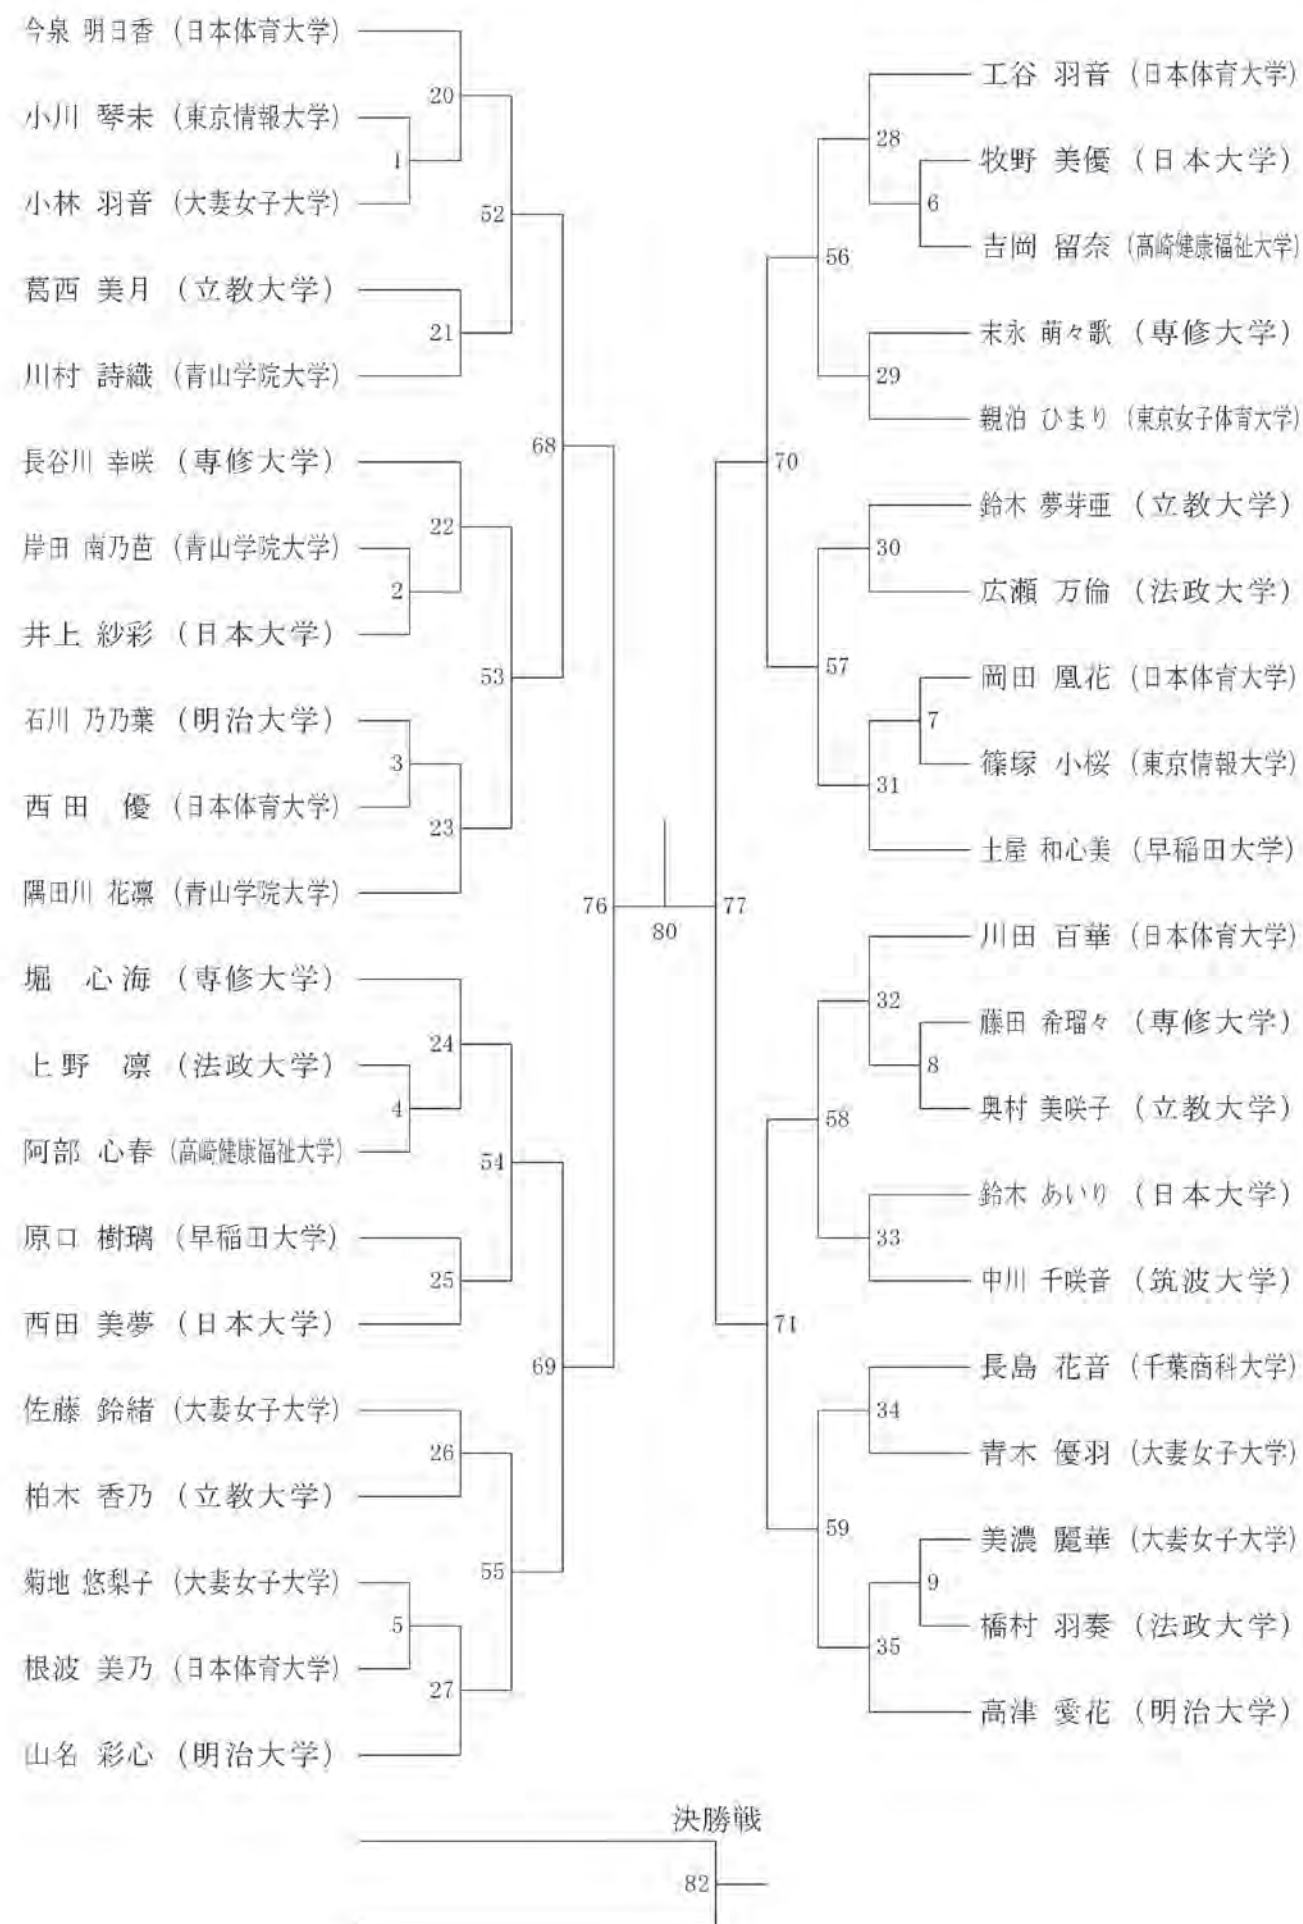 今泉 明日香 (日本体育大学)
小川 琴未 (東京情報大学)
小林 羽音 (大妻女子大学)
葛西 美月 (立教大学)
川村 詩織 (青山学院大学)
長谷川 幸咲 (専修大学)
岸田 南乃芭 (青山学院大学)
井上 紗彩 (日本大学)
石川 乃乃葉 (明治大学)
西田 優 (日本体育大学)
隅田川 花凛 (青山学院大学)
堀 心海 (専修大学)
上野 凛 (法政大学)
阿部 心春 (高崎健康福祉大学)
原口 樹璃 (早稲田大学)
西田 美夢 (日本大学)
佐藤 鈴緒 (大妻女子大学)
柏木 香乃 (立教大学)
菊地 悠梨子 (大妻女子大学)
根波 美乃 (日本体育大学)
山名 彩心 (明治大学)
1
2
3
4
5
20
21
22
23
24
25
26
27
52
53
54
55
68
69
76
80
77
70
71
56
57
58
59
28
29
30
31
32
33
34
35
6
7
8
9
工谷 羽音 (日本体育大学)
牧野 美優 (日本大学)
吉岡 留奈 (高崎健康福祉大学)
末永 萌々歌 (専修大学)
親泊 ひまり (東京女子体育大学)
鈴木 夢芽亜 (立教大学)
広瀬 万倫 (法政大学)
岡田 凰花 (日本体育大学)
篠塚 小桜 (東京情報大学)
土屋 和心美 (早稲田大学)
川田 百華 (日本体育大学)
藤田 希瑠々 (専修大学)
奥村 美咲子 (立教大学)
鈴木 あいり (日本大学)
中川 千咲音 (筑波大学)
長島 花音 (千葉商科大学)
青木 優羽 (大妻女子大学)
美濃 麗華 (大妻女子大学)
橋村 羽奏 (法政大学)
高津 愛花 (明治大学)
決勝戦
82